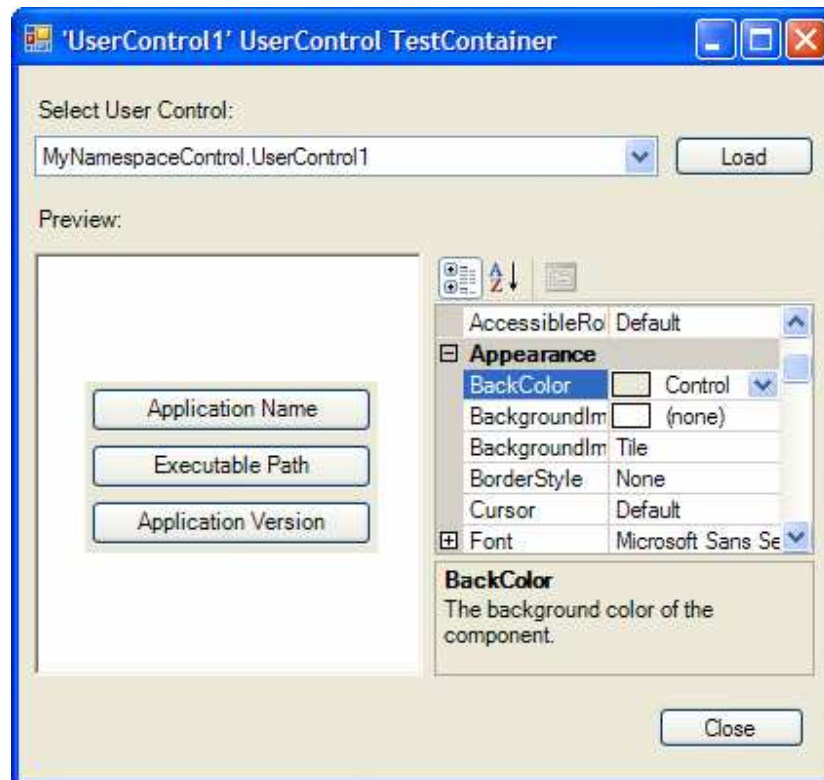 'UserControl1' UserControl TestContainer
Select User Control:
MyNamespaceControl.UserControl1
Load
Preview:
Application Name
Executable Path
Application Version
A
Z
AccessibleRol Default
Appearance
BackColor Control
BackgroundIm (none)
BackgroundIm Tile
BorderStyle None
Cursor Default
Font Microsoft Sans Se
BackColor
The background color of the
component.
Close